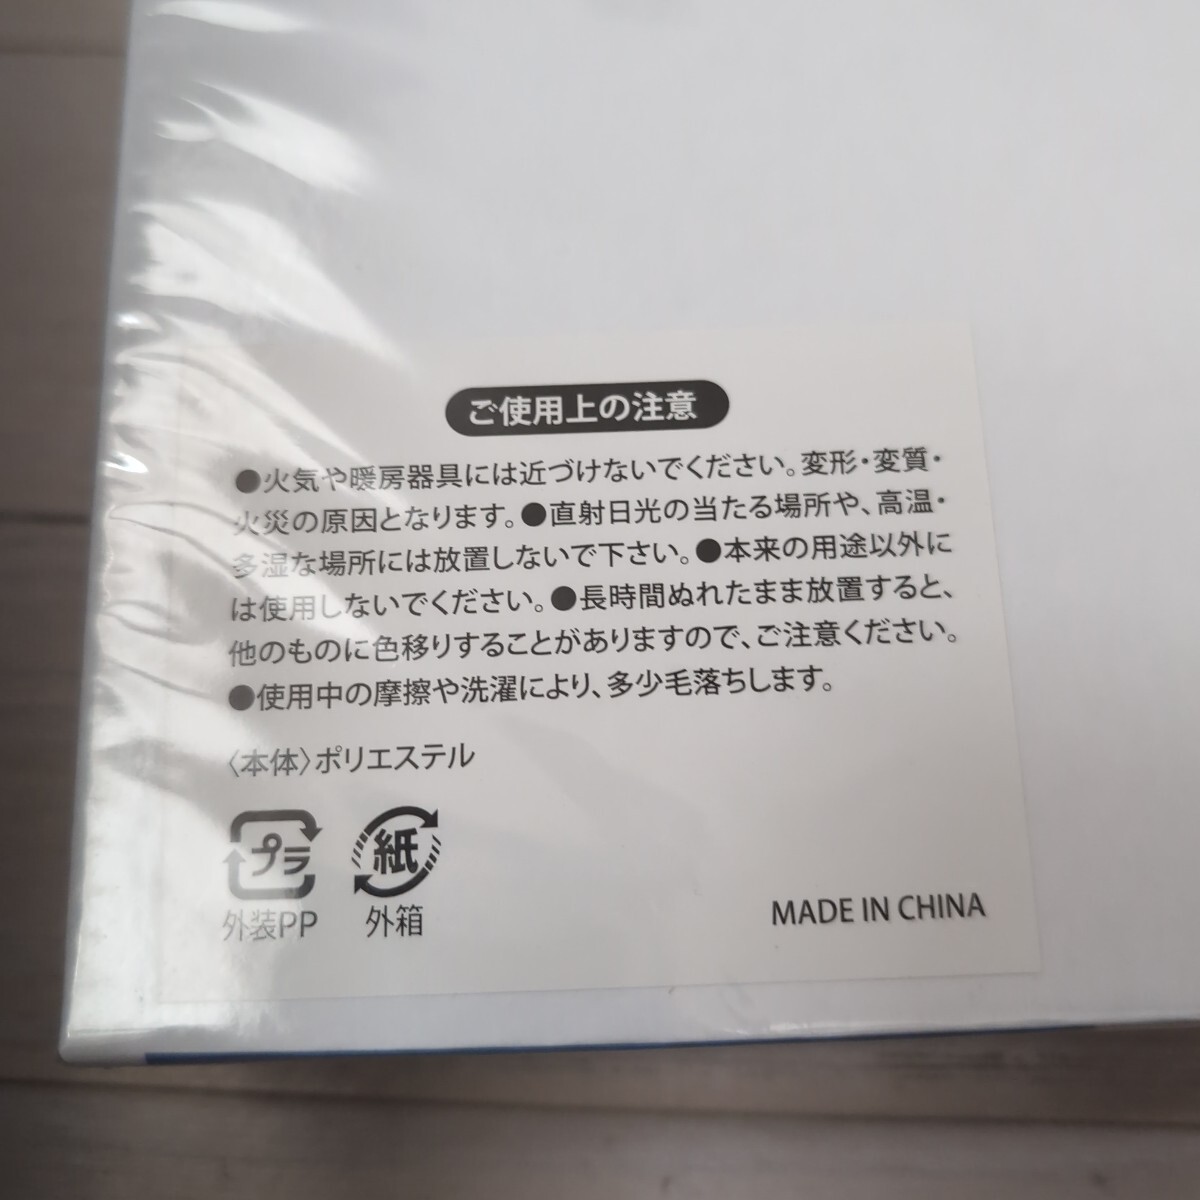 ご使用上の注意
●火気や暖房器具には近づけないでください。変形・変質・
火災の原因となります。●直射日光の当たる場所や、高温・
多湿な場所には放置しないで下さい。●本来の用途以外に
は使用しないでください。●長時間ぬれたまま放置すると、
他のものに色移りすることがありますので、ご注意ください。
●使用中の摩擦や洗濯により、多少毛落ちします。
〈本体〉ポリエステル
プラ 紙
外装PP 外箱
MADE IN CHINA